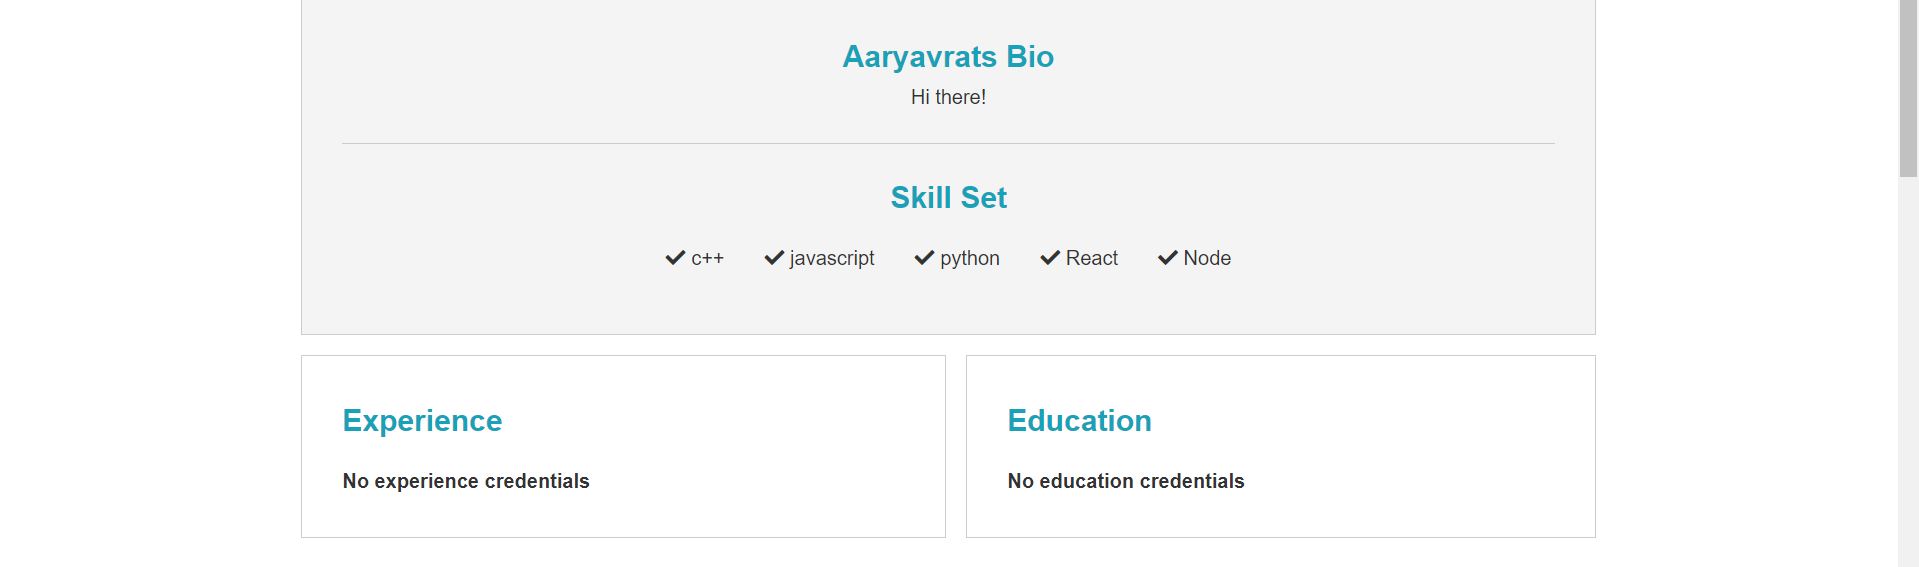 Aaryavrats Bio
Hi there!
Skill Set
c++ javascript python React Node
Experience
No experience credentials
Education
No education credentials